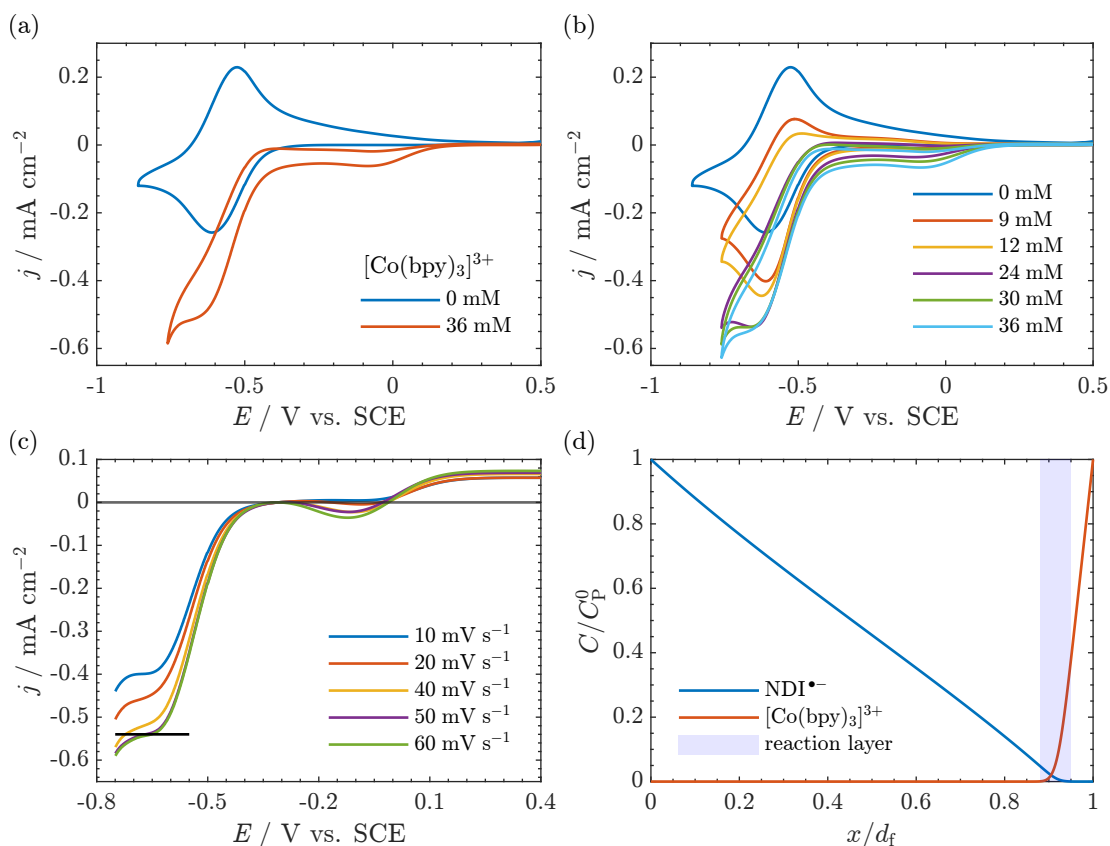 (a)
0.2
0
-0.2
-0.4
-0.6
j / mA cm⁻²
[Co(bpy)₃]³⁺
0 mM
36 mM
-1
-0.5
0
0.5
E / V vs. SCE
(b)
0.2
0
-0.2
-0.4
-0.6
j / mA cm⁻²
0 mM
9 mM
12 mM
24 mM
30 mM
36 mM
-1
-0.5
0
0.5
E / V vs. SCE
(c)
0.1
0
-0.1
-0.2
-0.3
-0.4
-0.5
-0.6
j / mA cm⁻²
10 mV s⁻¹
20 mV s⁻¹
40 mV s⁻¹
50 mV s⁻¹
60 mV s⁻¹
-0.8
-0.5
-0.2
0.1
0.4
E / V vs. SCE
(d)
1
0.8
0.6
0.4
0.2
0
C/C⁰P
NDI•−
[Co(bpy)₃]³⁺
reaction layer
0
0.2
0.4
0.6
0.8
1
x/df